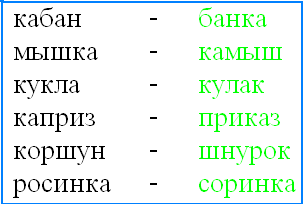 кабан - банка
мышка - камыш
кукла - кулак
каприз - приказ
коршун - шнурок
росинка - соринка